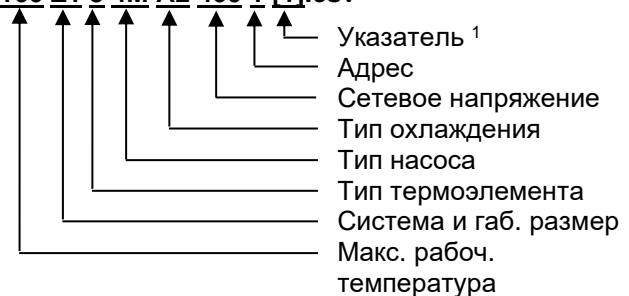 Указатель ¹
Адрес
Сетевое напряжение
Тип охлаждения
Тип насоса
Тип термоэлемента
Система и габ. размер
Макс. рабоч.
температура